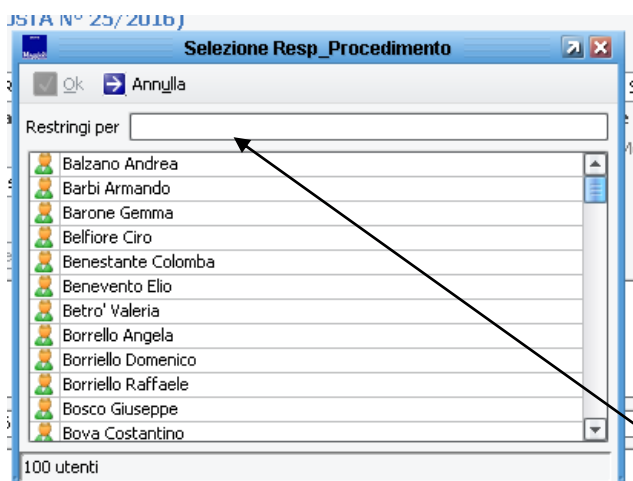 OSTA N° 25/2016)
Selezione Resp_Procedimento
Ok Annulla
Restringi per
Balzano Andrea
Barbi Armando
Barone Gemma
Belfiore Ciro
Benestante Colomba
Benevento Elio
Betro' Valeria
Borrello Angela
Borriello Domenico
Borriello Raffaele
Bosco Giuseppe
Bova Costantino
100 utenti